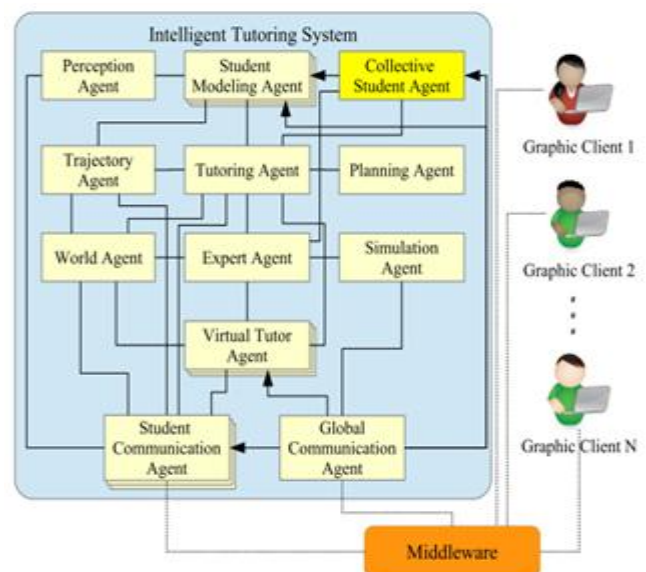 Intelligent Tutoring System
Perception
Agent
Student
Modeling Agent
Collective
Student Agent
Graphic Client 1
Trajectory
Agent
Tutoring Agent
Planning Agent
World Agent
Expert Agent
Simulation
Agent
Graphic Client 2
Virtual Tutor
Agent
Student
Communication
Agent
Global
Communication
Agent
Graphic Client N
Middleware